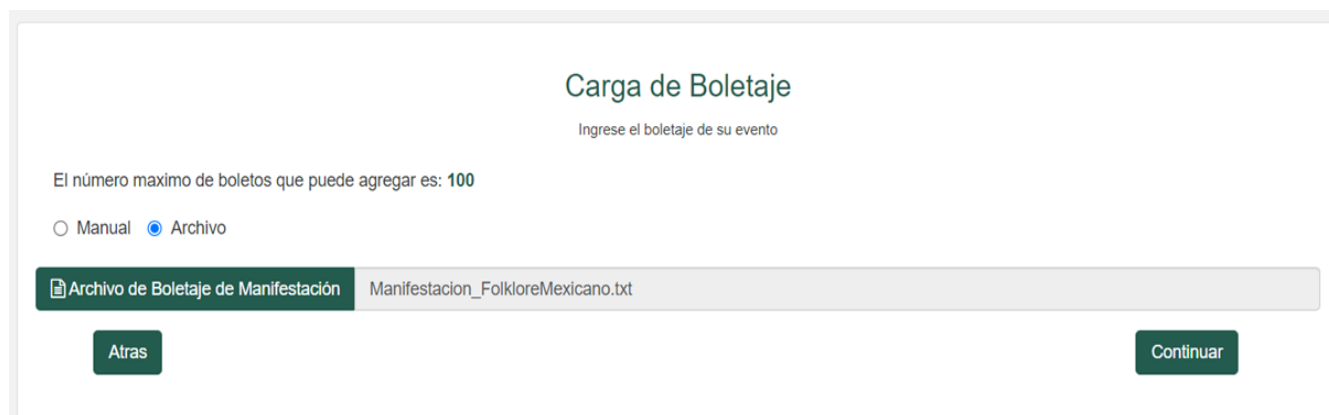 Carga de Boletaje
Ingrese el boletaje de su evento
El número maximo de boletos que puede agregar es: 100
Manual Archivo
Archivo de Boletaje de Manifestación Manifestacion_FolkloreMexicano.txt
Atras Continuar